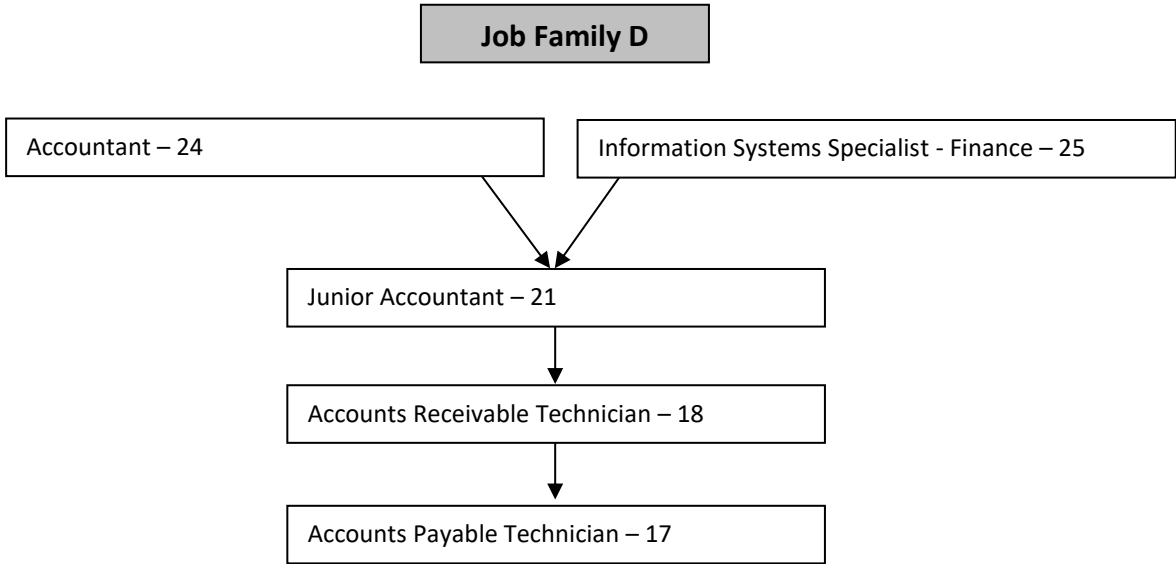 Job Family D
Accountant – 24
Information Systems Specialist - Finance – 25
Junior Accountant – 21
Accounts Receivable Technician – 18
Accounts Payable Technician – 17